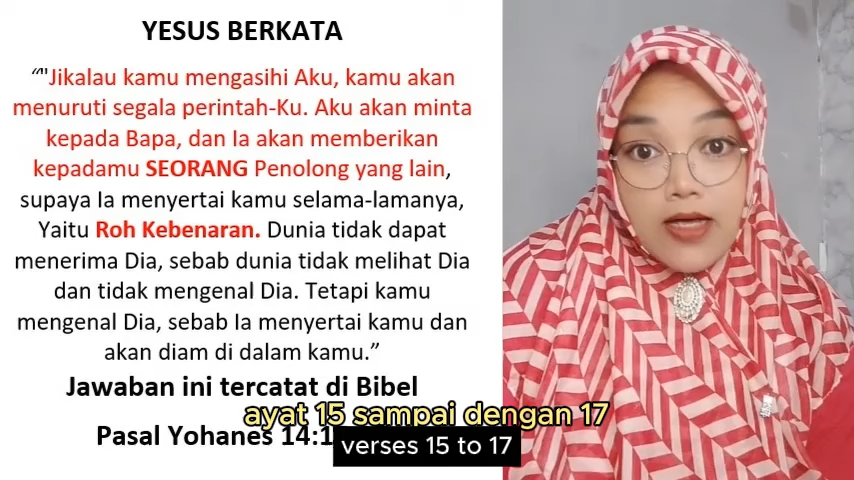 YESUS BERKATA
“"Jikalau kamu mengasihi Aku, kamu akan
menuruti segala perintah-Ku. Aku akan minta
kepada Bapa, dan Ia akan memberikan
kepadamu SEORANG Penolong yang lain,
supaya Ia menyertai kamu selama-lamanya,
Yaitu Roh Kebenaran. Dunia tidak dapat
menerima Dia, sebab dunia tidak melihat Dia
dan tidak mengenal Dia. Tetapi kamu
mengenal Dia, sebab Ia menyertai kamu dan
akan diam di dalam kamu.”
Jawaban ini tercatat di Bibel
ayat 15 sampai dengan 17
Pasal Yohanes 14:1
verses 15 to 17